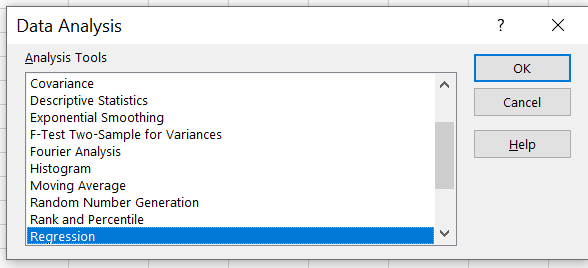 Data Analysis
?
Analysis Tools
Covariance
Descriptive Statistics
Exponential Smoothing
F-Test Two-Sample for Variances
Fourier Analysis
Histogram
Moving Average
Random Number Generation
Rank and Percentile
Regression
OK
Cancel
Help